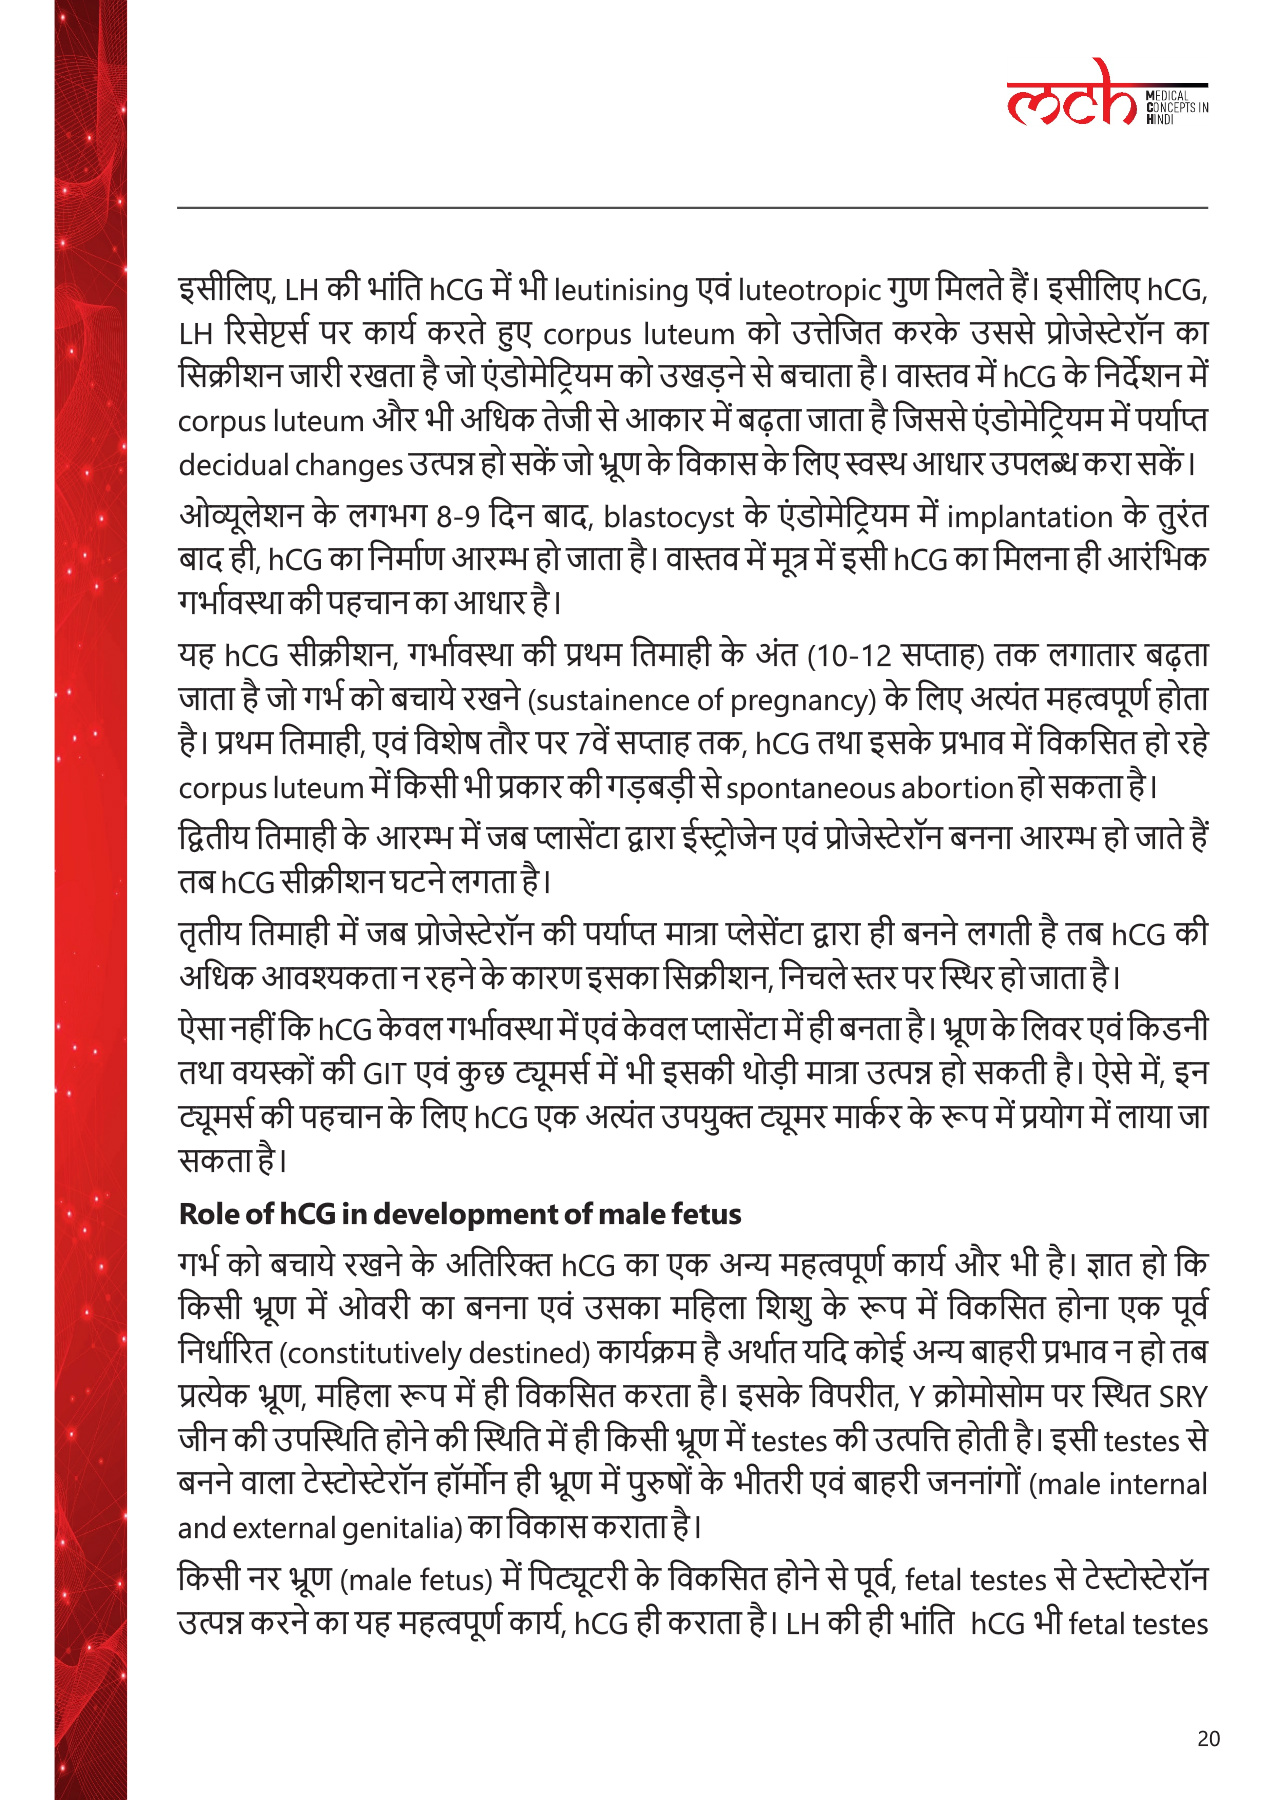 mch MEDICAL
CONCEPTS IN
HINDI
इसीलिए, LH की भांति hCG में भी leutinising एवं luteotropic गुण मिलते हैं। इसीलिए hCG,
LH रिसेप्टर्स पर कार्य करते हुए corpus luteum को उत्तेजित करके उससे प्रोजेस्टेरॉन का
सिक्रीशन जारी रखता है जो एंडोमेट्रियम को उखड़ने से बचाता है। वास्तव में hCG के निर्देशन में
corpus luteum और भी अधिक तेजी से आकार में बढ़ता जाता है जिससे एंडोमेट्रियम में पर्याप्त
decidual changes उत्पन्न हो सकें जो भ्रूण के विकास के लिए स्वस्थ आधार उपलब्ध करा सकें।
ओव्यूलेशन के लगभग 8-9 दिन बाद, blastocyst के एंडोमेट्रियम में implantation के तुरंत
बाद ही, hCG का निर्माण आरम्भ हो जाता है। वास्तव में मूत्र में इसी hCG का मिलना ही आरंभिक
गर्भावस्था की पहचान का आधार है।
यह hCG सीक्रीशन, गर्भावस्था की प्रथम तिमाही के अंत (10-12 सप्ताह) तक लगातार बढ़ता
जाता है जो गर्भ को बचाये रखने (sustainence of pregnancy) के लिए अत्यंत महत्वपूर्ण होता
है। प्रथम तिमाही, एवं विशेष तौर पर 7वें सप्ताह तक, hCG तथा इसके प्रभाव में विकसित हो रहे
corpus luteum में किसी भी प्रकार की गड़बड़ी से spontaneous abortion हो सकता है।
द्वितीय तिमाही के आरम्भ में जब प्लासेंटा द्वारा ईस्ट्रोजेन एवं प्रोजेस्टेरॉन बनना आरम्भ हो जाते हैं
तब hCG सीक्रीशन घटने लगता है।
तृतीय तिमाही में जब प्रोजेस्टेरॉन की पर्याप्त मात्रा प्लेसेंटा द्वारा ही बनने लगती है तब hCG की
अधिक आवश्यकता न रहने के कारण इसका सिक्रीशन, निचले स्तर पर स्थिर हो जाता है।
ऐसा नहीं कि hCG केवल गर्भावस्था में एवं केवल प्लासेंटा में ही बनता है। भ्रूण के लिवर एवं किडनी
तथा वयस्कों की GIT एवं कुछ ट्यूमर्स में भी इसकी थोड़ी मात्रा उत्पन्न हो सकती है। ऐसे में, इन
ट्यूमर्स की पहचान के लिए hCG एक अत्यंत उपयुक्त ट्यूमर मार्कर के रूप में प्रयोग में लाया जा
सकता है।
Role of hCG in development of male fetus
गर्भ को बचाये रखने के अतिरिक्त hCG का एक अन्य महत्वपूर्ण कार्य और भी है। ज्ञात हो कि
किसी भ्रूण में ओवरी का बनना एवं उसका महिला शिशु के रूप में विकसित होना एक पूर्व
निर्धारित (constitutively destined) कार्यक्रम है अर्थात यदि कोई अन्य बाहरी प्रभाव न हो तब
प्रत्येक भ्रूण, महिला रूप में ही विकसित करता है। इसके विपरीत, Y क्रोमोसोम पर स्थित SRY
जीन की उपस्थिति होने की स्थिति में ही किसी भ्रूण में testes की उत्पत्ति होती है। इसी testes से
बनने वाला टेस्टोस्टेरॉन हॉर्मोन ही भ्रूण में पुरुषों के भीतरी एवं बाहरी जननांगों (male internal
and external genitalia) का विकास कराता है।
किसी नर भ्रूण (male fetus) में पिट्यूटरी के विकसित होने से पूर्व, fetal testes से टेस्टोस्टेरॉन
उत्पन्न करने का यह महत्वपूर्ण कार्य, hCG ही कराता है। LH की ही भांति hCG भी fetal testes
20